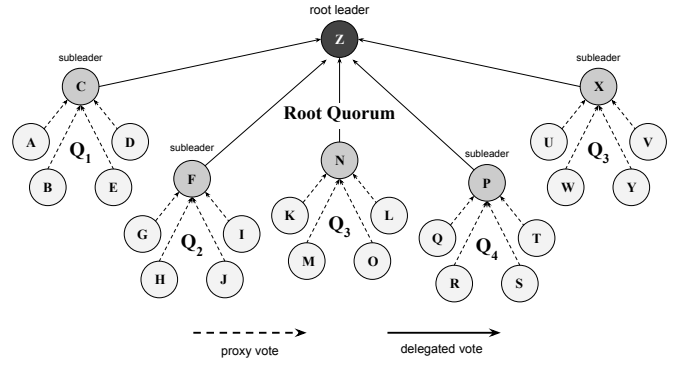 root leader
Z
subleader
C
subleader
X
Root Quorum
A
D
Q1
B
E
subleader
F
N
subleader
P
U
V
Q3
W
Y
G
I
Q2
H
J
K
L
Q3
M
O
Q
T
Q4
R
S
proxy vote
delegated vote